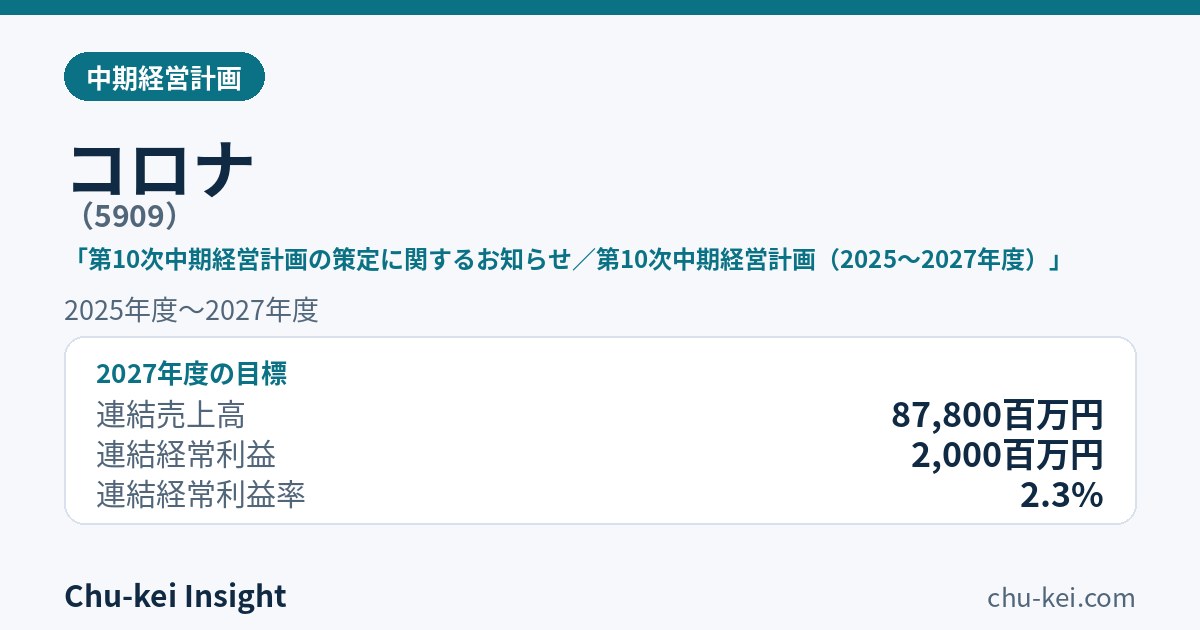 中期経営計画
コロナ
（5909）
「第10次中期経営計画の策定に関するお知らせ／第10次中期経営計画（2025～2027年度）」
2025年度～2027年度
2027年度の目標
連結売上高 87,800百万円
連結経常利益 2,000百万円
連結経常利益率 2.3%
Chu-kei Insight chu-kei.com